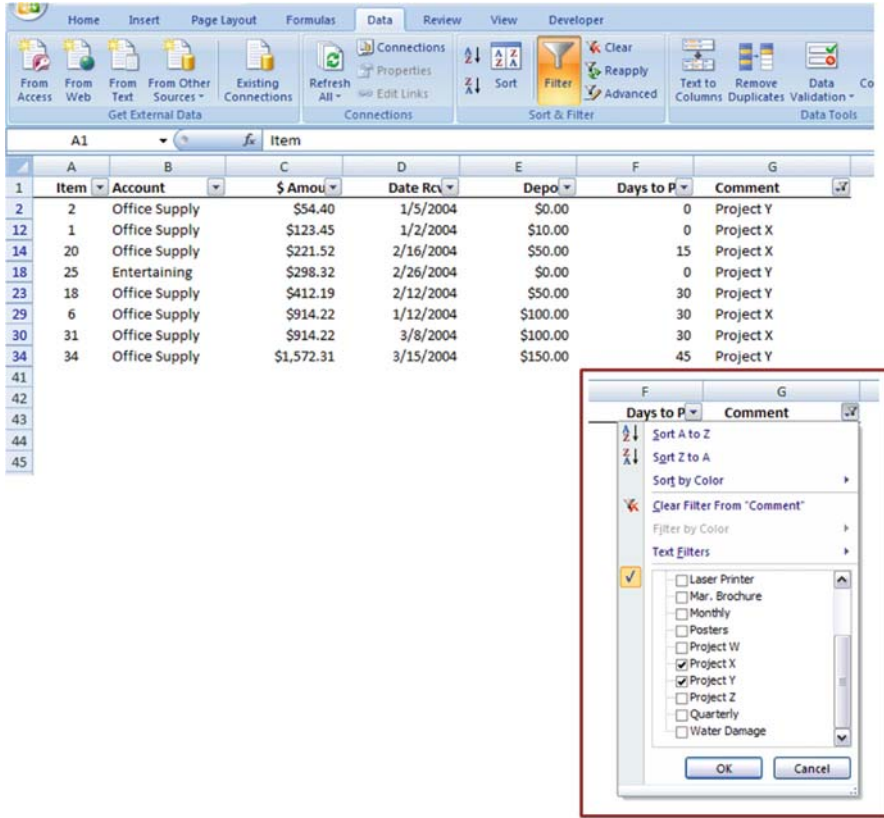 Home Insert Page Layout Formulas Data Review View Developer
From Access From Web From Text From Other Sources Existing Connections Refresh All Connections Properties Edit Links Sort Filter Clear Reapply Advanced Text to Columns Remove Duplicates Data Validation Co
Get External Data Connections Sort & Filter Data Tools
A1 fx Item
A B C D E F G
1 Item Account $ Amou Date Rcv Depo Days to P Comment
2 2 Office Supply $54.40 1/5/2004 $0.00 0 Project Y
12 1 Office Supply $123.45 1/2/2004 $10.00 0 Project X
14 20 Office Supply $221.52 2/16/2004 $50.00 15 Project X
18 25 Entertaining $298.32 2/26/2004 $0.00 0 Project Y
23 18 Office Supply $412.19 2/12/2004 $50.00 30 Project Y
29 6 Office Supply $914.22 1/12/2004 $100.00 30 Project X
30 31 Office Supply $914.22 3/8/2004 $100.00 30 Project X
34 34 Office Supply $1,572.31 3/15/2004 $150.00 45 Project Y
41
42
43
44
45
F G
Days to P Comment
Sort A to Z
Sort Z to A
Sort by Color
Clear Filter From "Comment"
Filter by Color
Text Filters
Laser Printer
Mar. Brochure
Monthly
Posters
Project W
Project X
Project Y
Project Z
Quarterly
Water Damage
OK Cancel